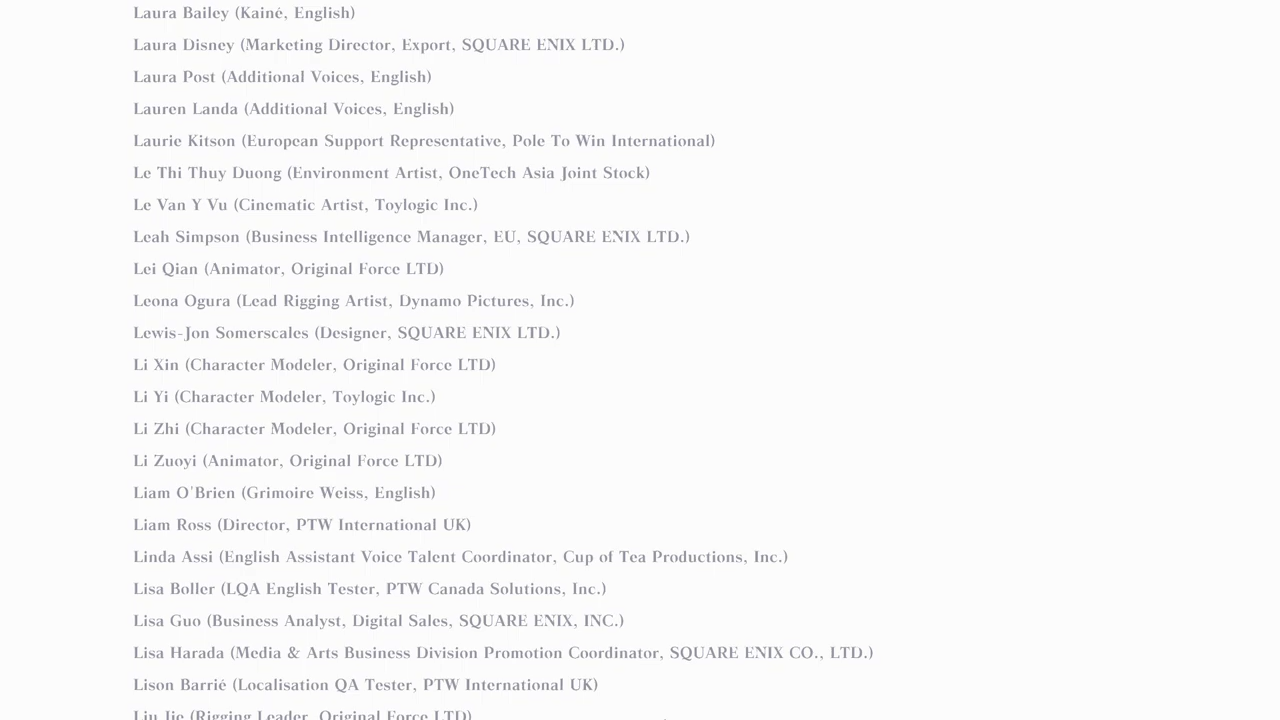 Laura Bailey (Kainé, English)
Laura Disney (Marketing Director, Export, SQUARE ENIX LTD.)
Laura Post (Additional Voices, English)
Lauren Landa (Additional Voices, English)
Laurie Kitson (European Support Representative, Pole To Win International)
Le Thi Thuy Duong (Environment Artist, OneTech Asia Joint Stock)
Le Van Y Vu (Cinematic Artist, Toylogic Inc.)
Leah Simpson (Business Intelligence Manager, EU, SQUARE ENIX LTD.)
Lei Qian (Animator, Original Force LTD)
Leona Ogura (Lead Rigging Artist, Dynamo Pictures, Inc.)
Lewis-Jon Somerscales (Designer, SQUARE ENIX LTD.)
Li Xin (Character Modeler, Original Force LTD)
Li Yi (Character Modeler, Toylogic Inc.)
Li Zhi (Character Modeler, Original Force LTD)
Li Zuoyi (Animator, Original Force LTD)
Liam O'Brien (Grimoire Weiss, English)
Liam Ross (Director, PTW International UK)
Linda Assi (English Assistant Voice Talent Coordinator, Cup of Tea Productions, Inc.)
Lisa Boller (LQA English Tester, PTW Canada Solutions, Inc.)
Lisa Guo (Business Analyst, Digital Sales, SQUARE ENIX, INC.)
Lisa Harada (Media & Arts Business Division Promotion Coordinator, SQUARE ENIX CO., LTD.)
Lison Barrié (Localisation QA Tester, PTW International UK)
Liu Jie (Rigging Leader, Original Force LTD)